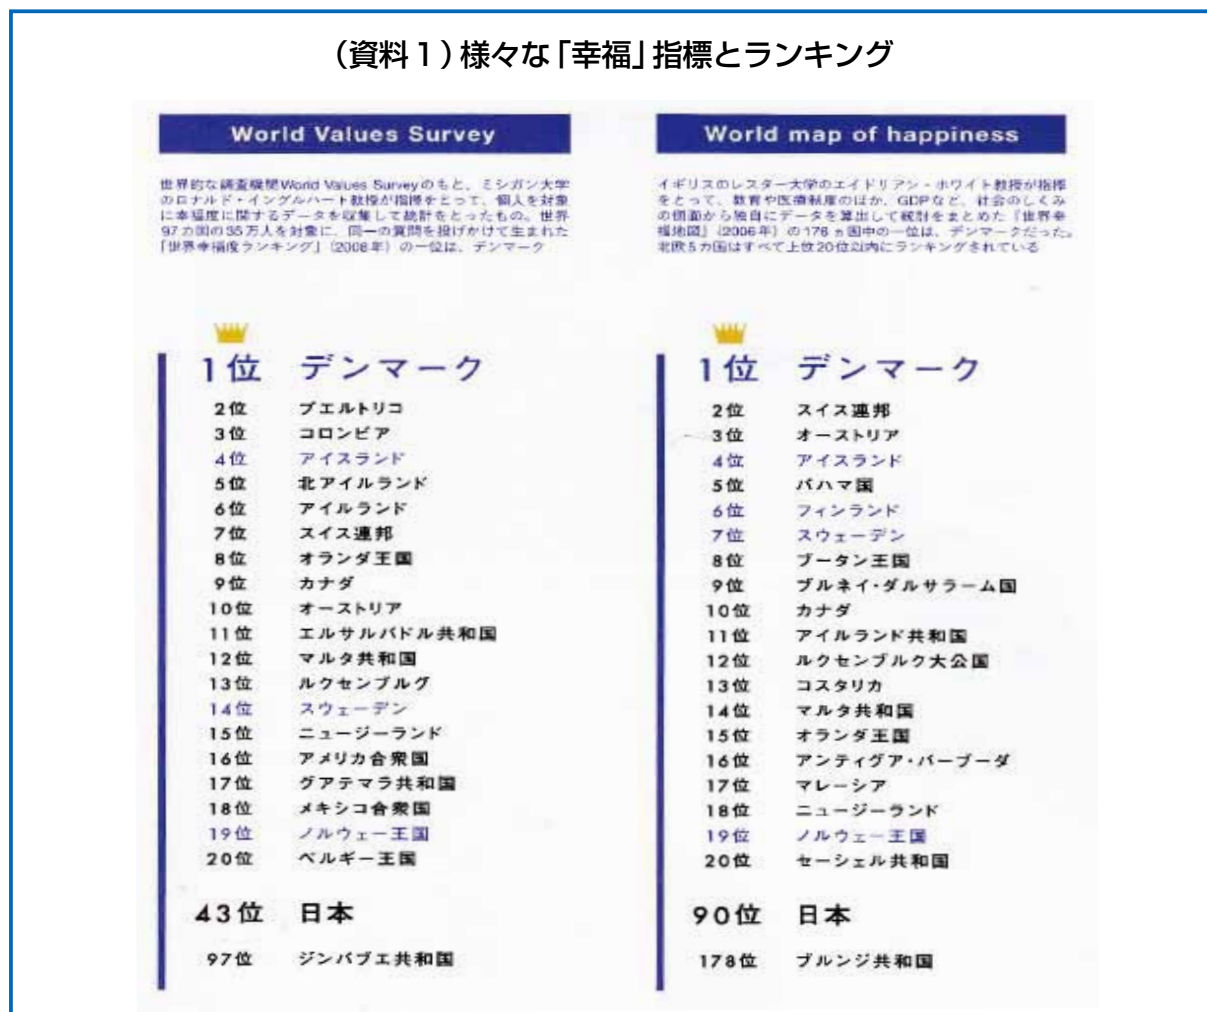 (資料1)様々な「幸福」指標とランキング
World Values Survey
世界的な調査機関World Values Surveyのもと、ミシガン大学
のロナルド・イングルハート教授が指揮をとって、個人を対象
に幸福度に関するデータを収集して統計をとったもの。世界
97カ国の35万人を対象に、同一の質問を投げかけて生まれた
「世界幸福度ランキング」(2008年)の一位は、デンマーク
1位 デンマーク
2位 プエルトリコ
3位 コロンビア
4位 アイスランド
5位 北アイルランド
6位 アイルランド
7位 スイス連邦
8位 オランダ王国
9位 カナダ
10位 オーストリア
11位 エルサルバドル共和国
12位 マルタ共和国
13位 ルクセンブルグ
14位 スウェーデン
15位 ニュージーランド
16位 アメリカ合衆国
17位 グアテマラ共和国
18位 メキシコ合衆国
19位 ノルウェー王国
20位 ベルギー王国
43位 日本
97位 ジンバブエ共和国
World map of happiness
イギリスのレスター大学のエイドリアン・ホワイト教授が指揮
をとって、教育や医療制度のほか、GDPなど、社会のしくみ
の側面から独自にデータを算出して統計をまとめた「世界幸
福地図」(2006年)の178ヵ国中の一位は、デンマークだった。
北欧5カ国はすべて上位20位以内にランキングされている
1位 デンマーク
2位 スイス連邦
3位 オーストリア
4位 アイスランド
5位 バハマ国
6位 フィンランド
7位 スウェーデン
8位 ブータン王国
9位 ブルネイ・ダルサラーム国
10位 カナダ
11位 アイルランド共和国
12位 ルクセンブルク大公国
13位 コスタリカ
14位 マルタ共和国
15位 オランダ王国
16位 アンティグア・バーブーダ
17位 マレーシア
18位 ニュージーランド
19位 ノルウェー王国
20位 セーシェル共和国
90位 日本
178位 ブルンジ共和国